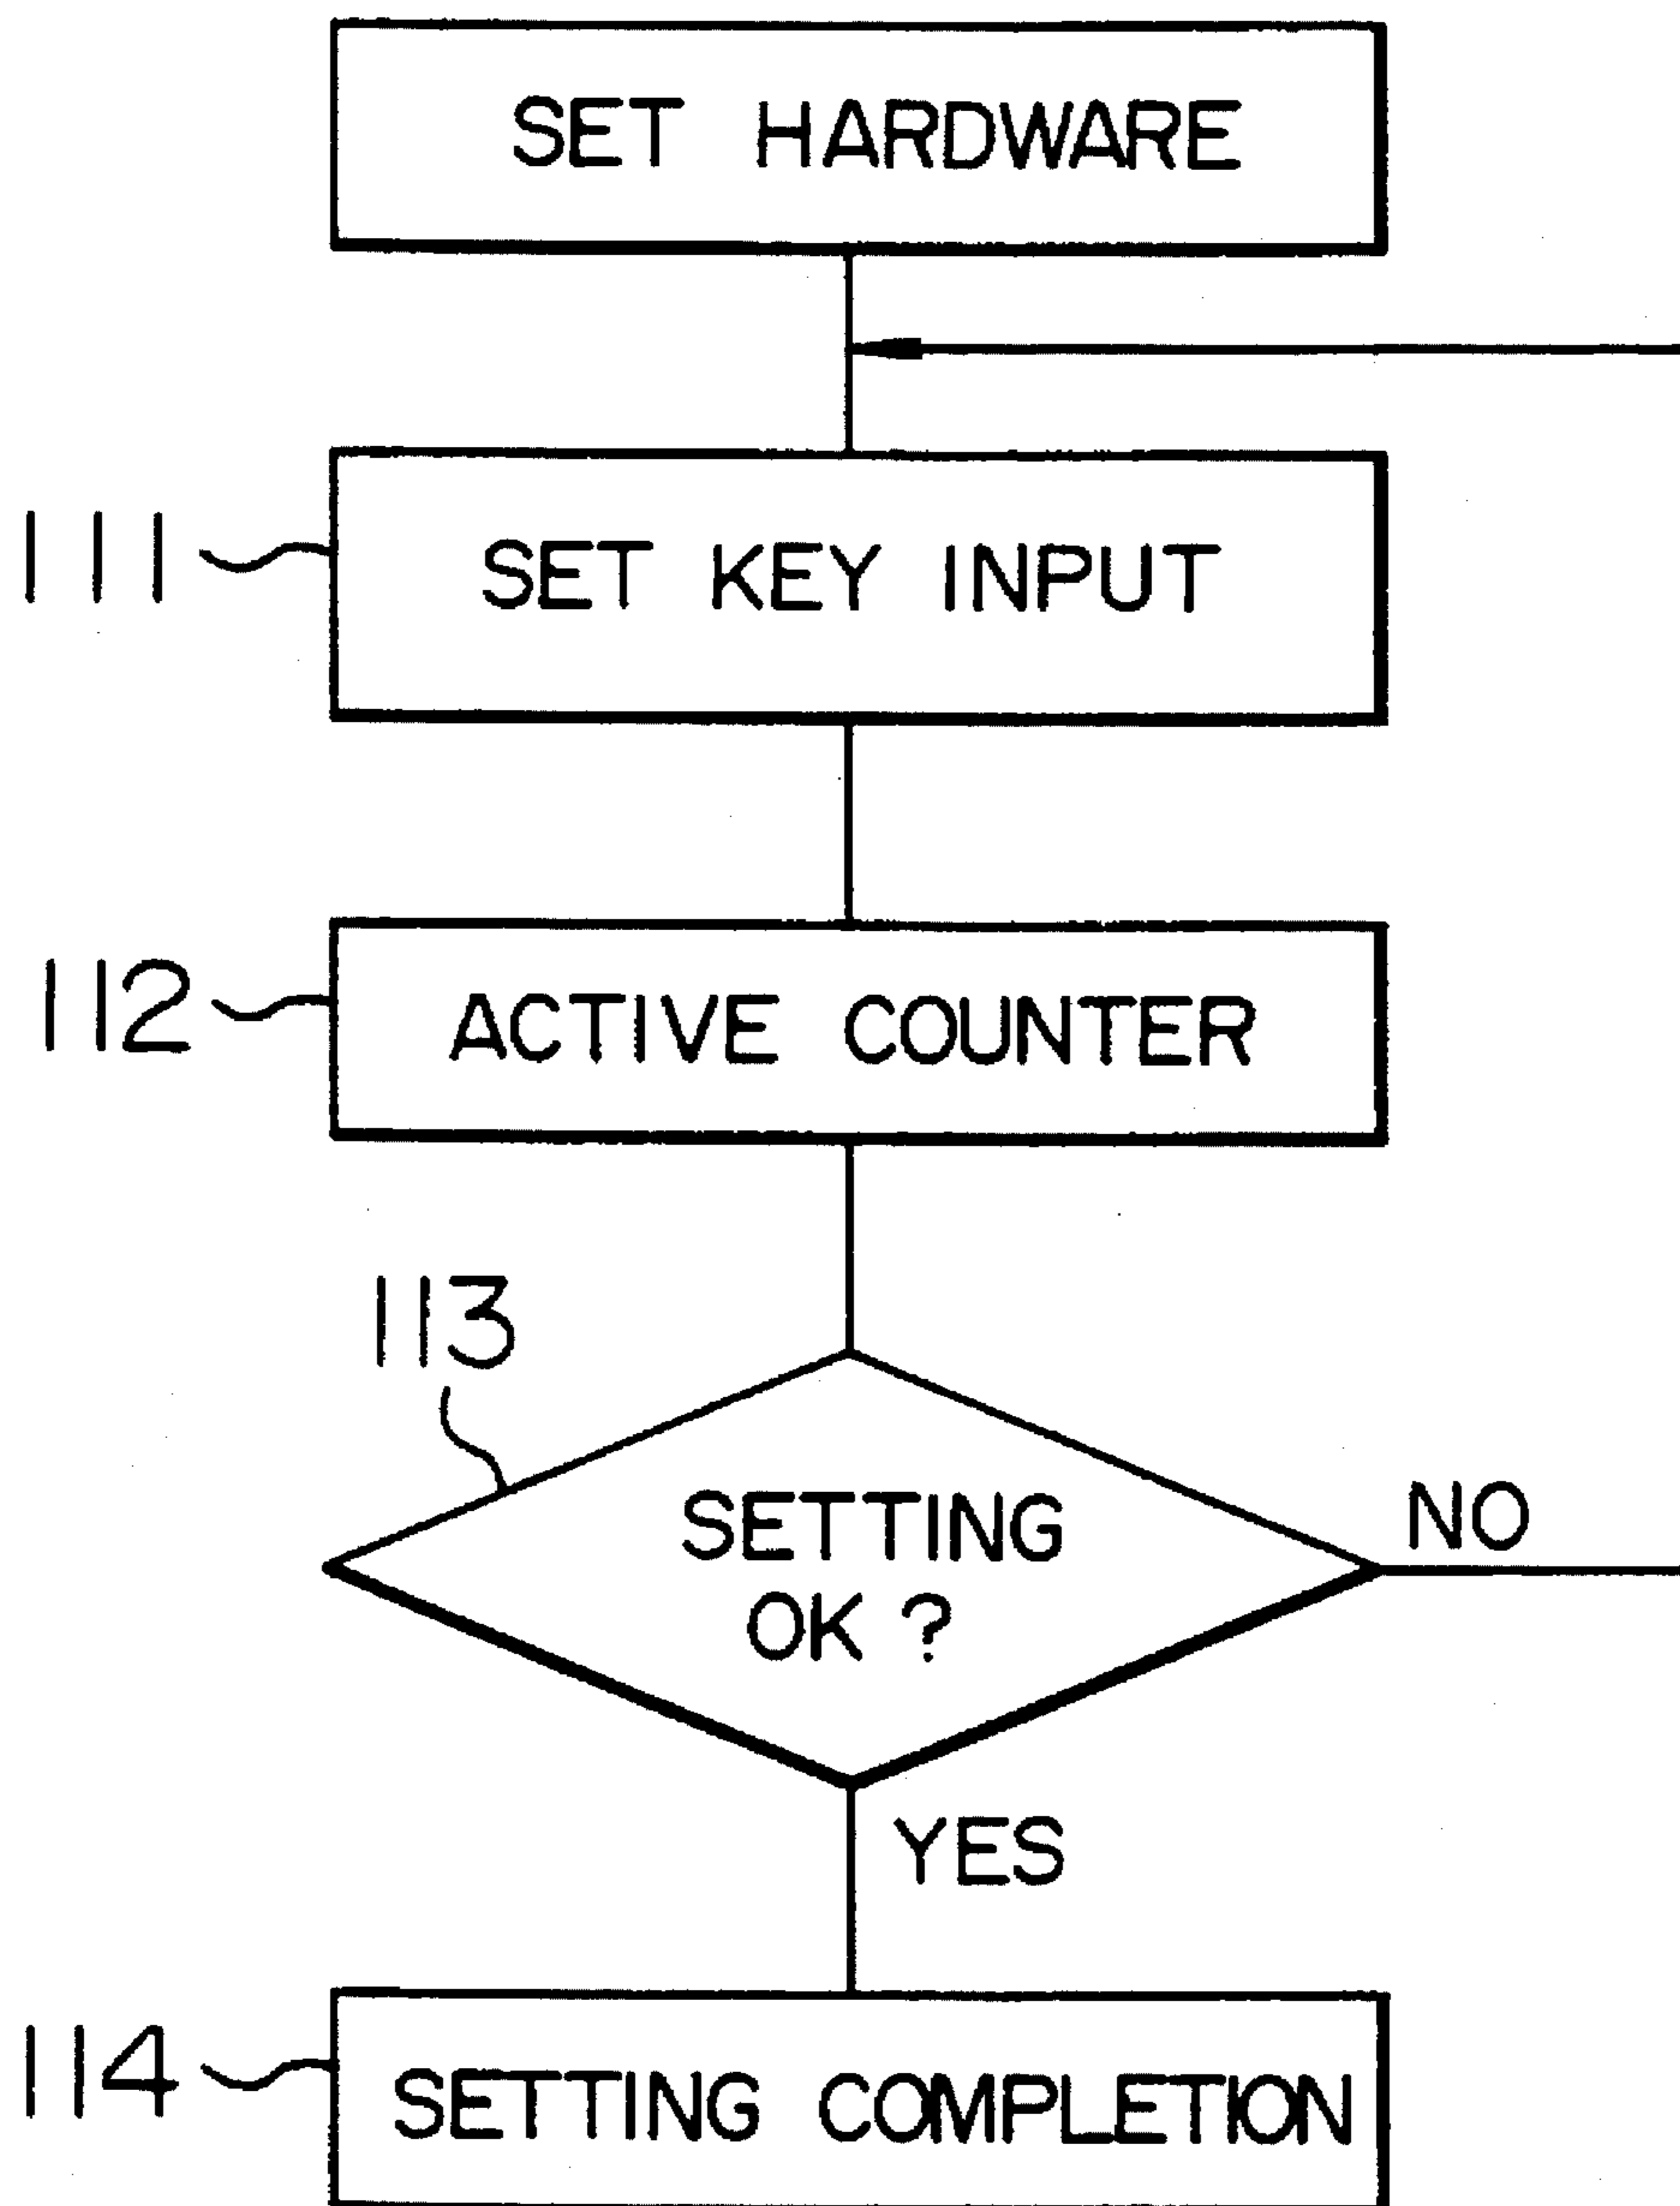 SET HARDWARE
111
SET KEY INPUT
112
ACTIVE COUNTER
113
SETTING
OK ?
NO
YES
114
SETTING COMPLETION